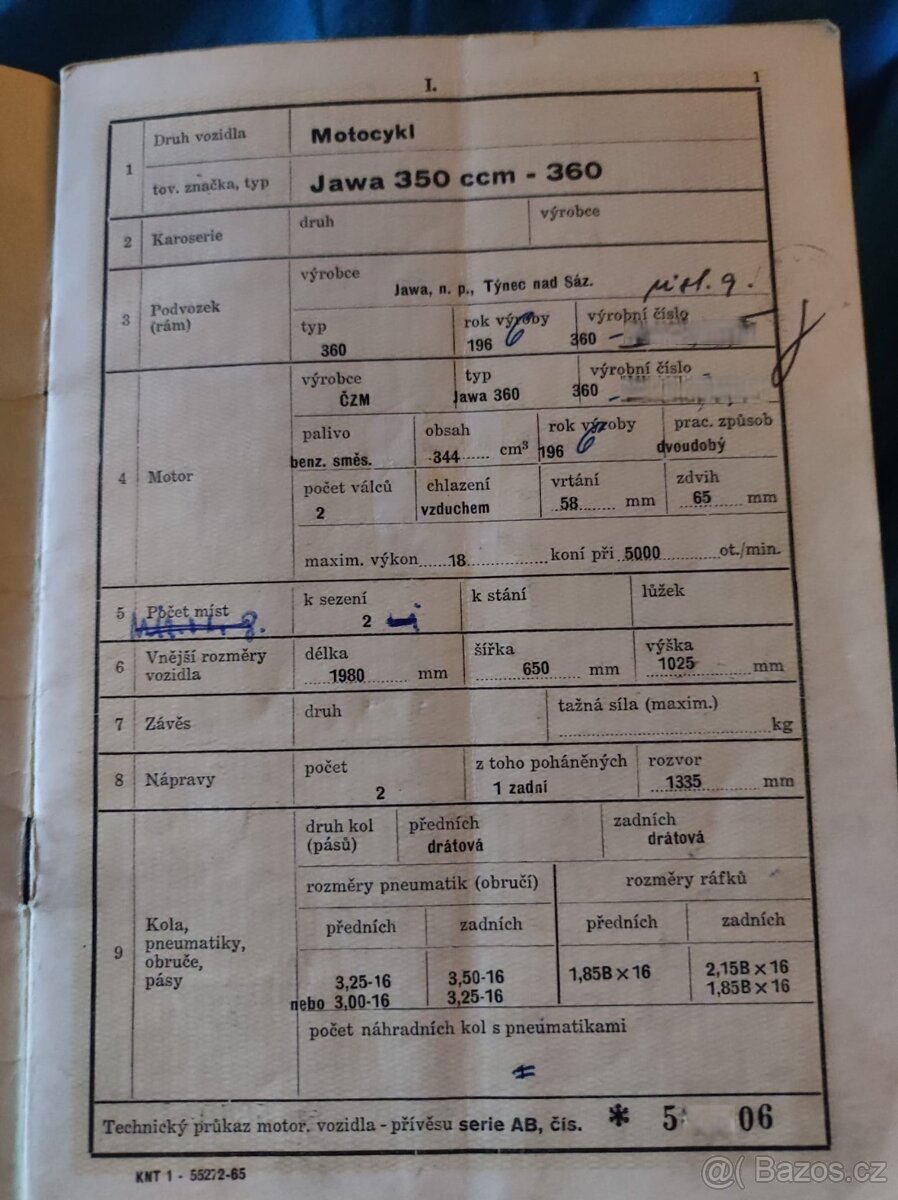 I.
1
1 Druh vozidla Motocykl
tov. značka, typ Jawa 350 ccm - 360
2 Karoserie druh výrobce
3 Podvozek (rám) výrobce Jawa, n. p., Týnec nad Sáz.
typ 360 rok výroby 1966 výrobní číslo 360 -
4 Motor výrobce ČZM typ Jawa 360 výrobní číslo 360 -
palivo benz. směs. obsah 344 cm³ rok výroby 1966 prac. způsob dvoudobý
počet válců 2 chlazení vzduchem vrtání 58 mm zdvih 65 mm
maxim. výkon 18 koní při 5000 ot./min.
5 Počet míst k sezení 2 k stání lůžek
6 Vnější rozměry vozidla délka 1980 mm šířka 650 mm výška 1025 mm
7 Závěs druh tažná síla (maxim.) kg
8 Nápravy počet 2 z toho poháněných 1 zadní rozvor 1335 mm
9 Kola, pneumatiky, obruče, pásy
druh kol (pásů) předních drátová zadních drátová
rozměry pneumatik (obručí) rozměry ráfků
předních zadních předních zadních
3,25-16 3,50-16 1,85B × 16 2,15B × 16
nebo 3,00-16 3,25-16 1,85B × 16
počet náhradních kol s pneumatikami
Technický průkaz motor. vozidla - přívěsu serie AB, čís. * 5 06
KNT 1 - 55272-65
@( Bazos.cz